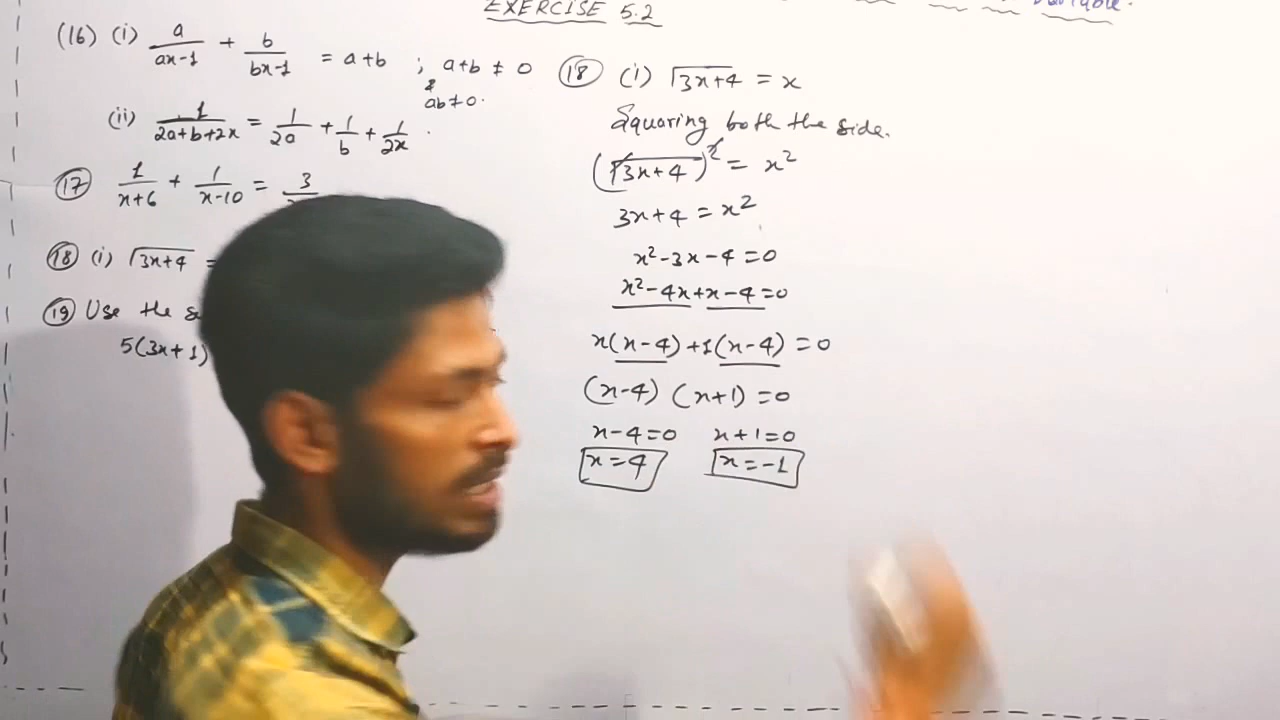 EXERCISE 5.2
variable.
(16) (i) a/(ax-1) + b/(bx-1) = a+b ; a+b ≠ 0
& ab≠0.
(ii) 1/(2a+b+2x) = 1/2a + 1/b + 1/2x .
(17) 1/(x+6) + 1/(x-10) = 3/
(18) (i) √3x+4 =
(19) Use the
5(3x+1)
(18) (i) √3x+4 = x
Squaring both the side.
(√3x+4)² = x²
3x+4 = x²
x²-3x-4=0
x²-4x+x-4=0
x(x-4)+1(x-4)=0
(x-4) (x+1)=0
x-4=0 x+1=0
x=4 x=-1